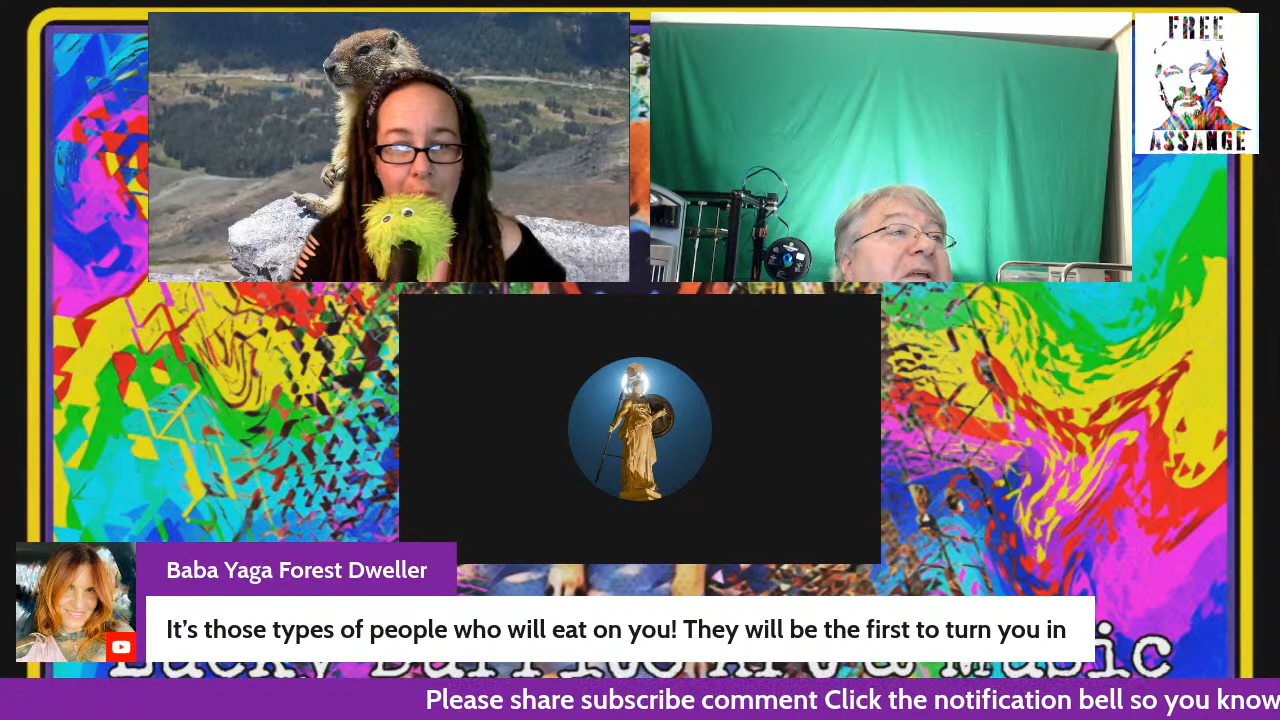 FREE
ASSANGE
Baba Yaga Forest Dweller
It’s those types of people who will eat on you! They will be the first to turn you in
Music
Please share subscribe comment Click the notification bell so you know